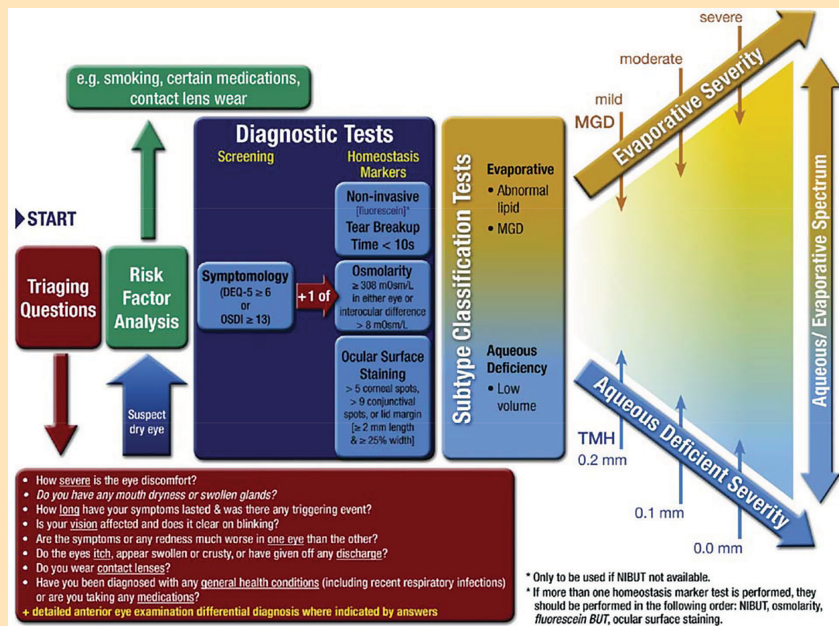 e.g. smoking, certain medications,
contact lens wear
START
Triaging
Questions
Risk
Factor
Analysis
Suspect
dry eye
Diagnostic Tests
Screening
Homeostasis
Markers
Symptomology
(DEQ-5 ≥ 6
or
OSDI ≥ 13)
+1 of
Non-invasive
[fluorescein]*
Tear Breakup
Time < 10s
Osmolarity
≥ 308 mOsm/L
in either eye or
interocular difference
> 8 mOsm/L
Ocular Surface
Staining
> 5 corneal spots,
> 9 conjunctival
spots, or lid margin
[≥ 2 mm length
& ≥ 25% width]
Subtype Classification Tests
Evaporative
• Abnormal
lipid
• MGD
Aqueous
Deficiency
• Low
volume
severe
moderate
mild
MGD
Evaporative Severity
Aqueous/ Evaporative Spectrum
Aqueous Deficient Severity
TMH
0.2 mm
0.1 mm
0.0 mm
• How severe is the eye discomfort?
• Do you have any mouth dryness or swollen glands?
• How long have your symptoms lasted & was there any triggering event?
• Is your vision affected and does it clear on blinking?
• Are the symptoms or any redness much worse in one eye than the other?
• Do the eyes itch, appear swollen or crusty, or have given off any discharge?
• Do you wear contact lenses?
• Have you been diagnosed with any general health conditions (including recent respiratory infections)
or are you taking any medications?
+ detailed anterior eye examination differential diagnosis where indicated by answers
* Only to be used if NIBUT not available.
* If more than one homeostasis marker test is performed, they
should be performed in the following order: NIBUT, osmolarity,
fluorescein BUT, ocular surface staining.